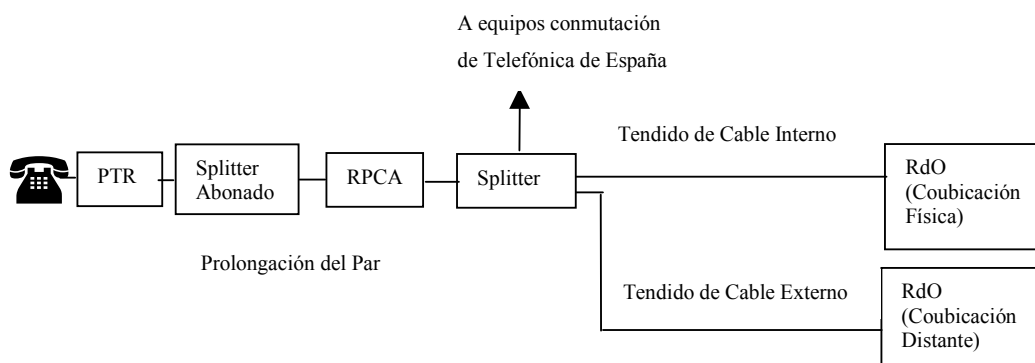 A equipos conmutación
de Telefónica de España
Tendido de Cable Interno
PTR
Splitter
Abonado
RPCA
Splitter
RdO
(Coubicación
Física)
Prolongación del Par
Tendido de Cable Externo
RdO
(Coubicación
Distante)